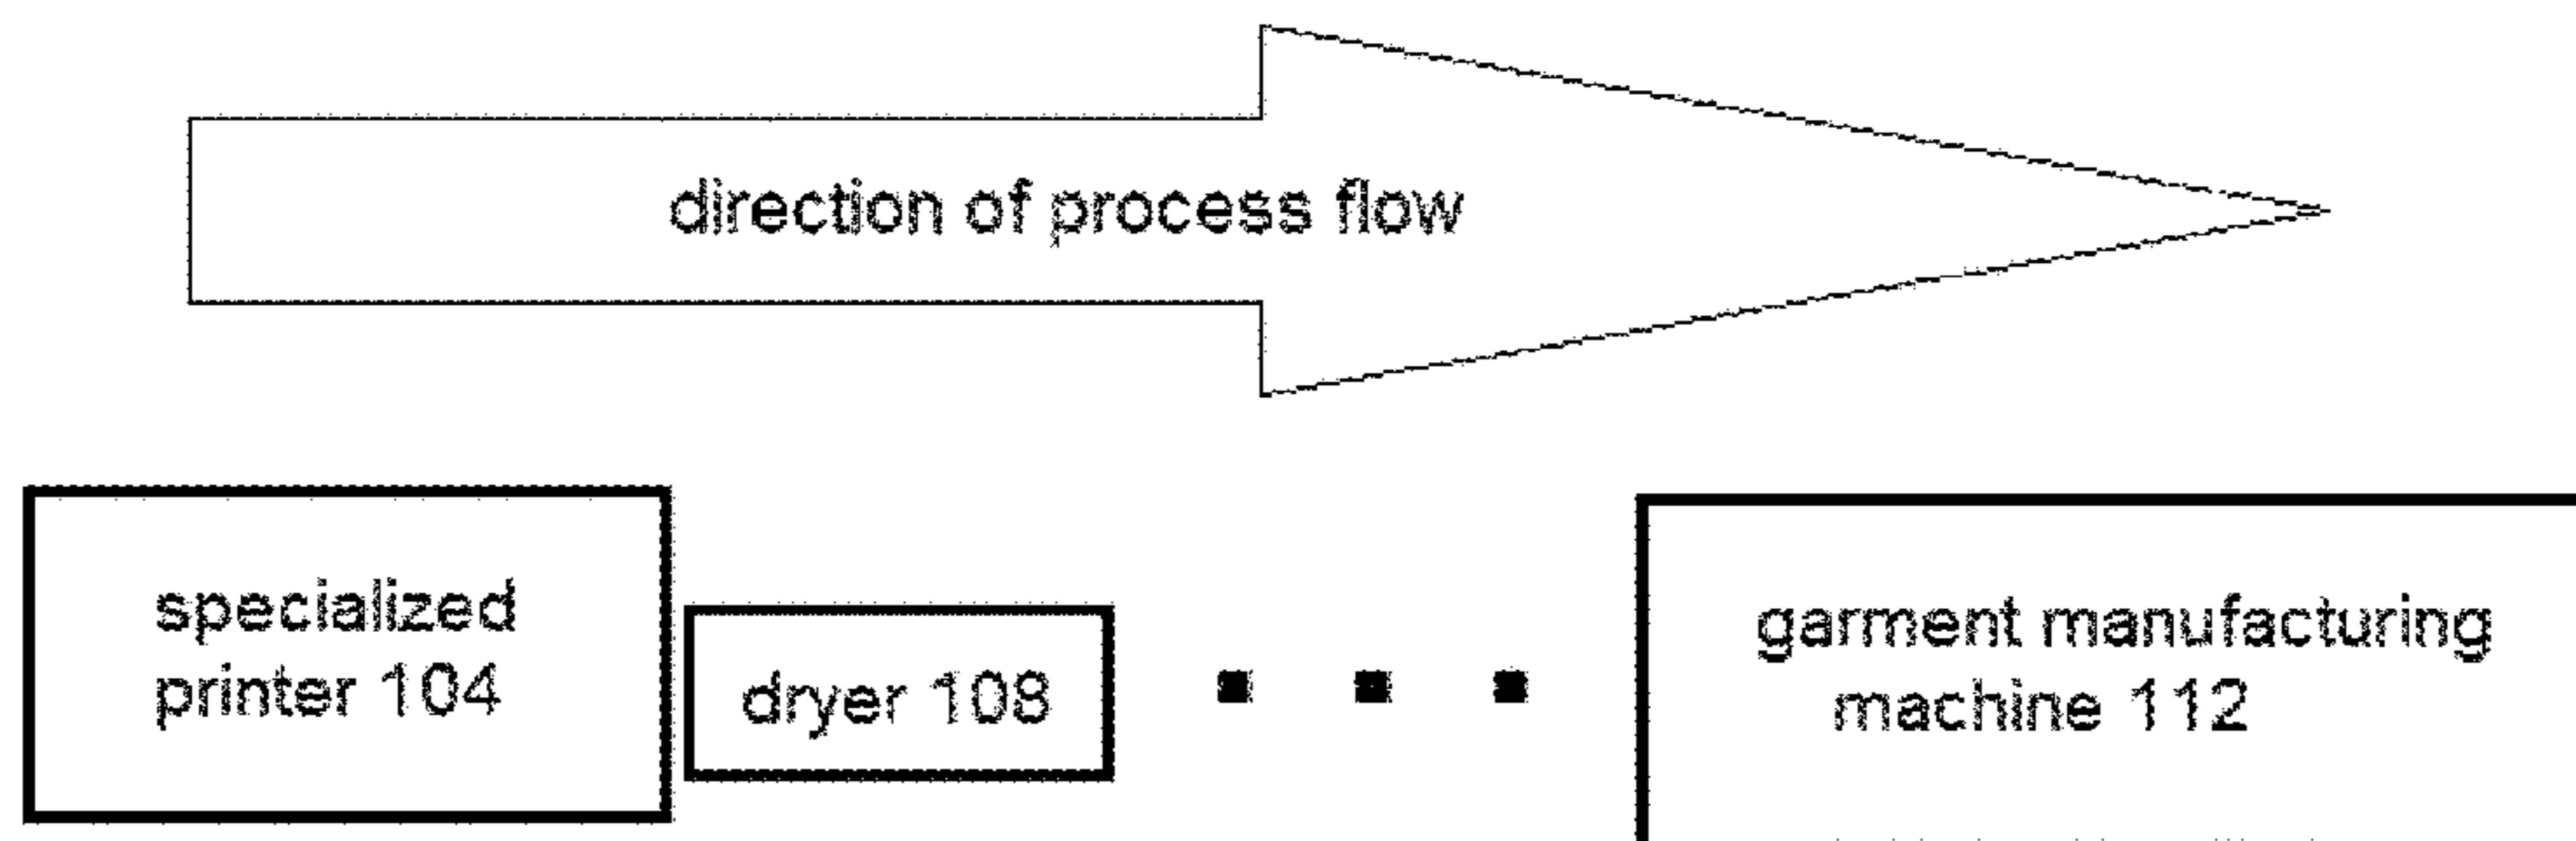 direction of process flow
specialized
printer 104
dryer 108
garment manufacturing
machine 112